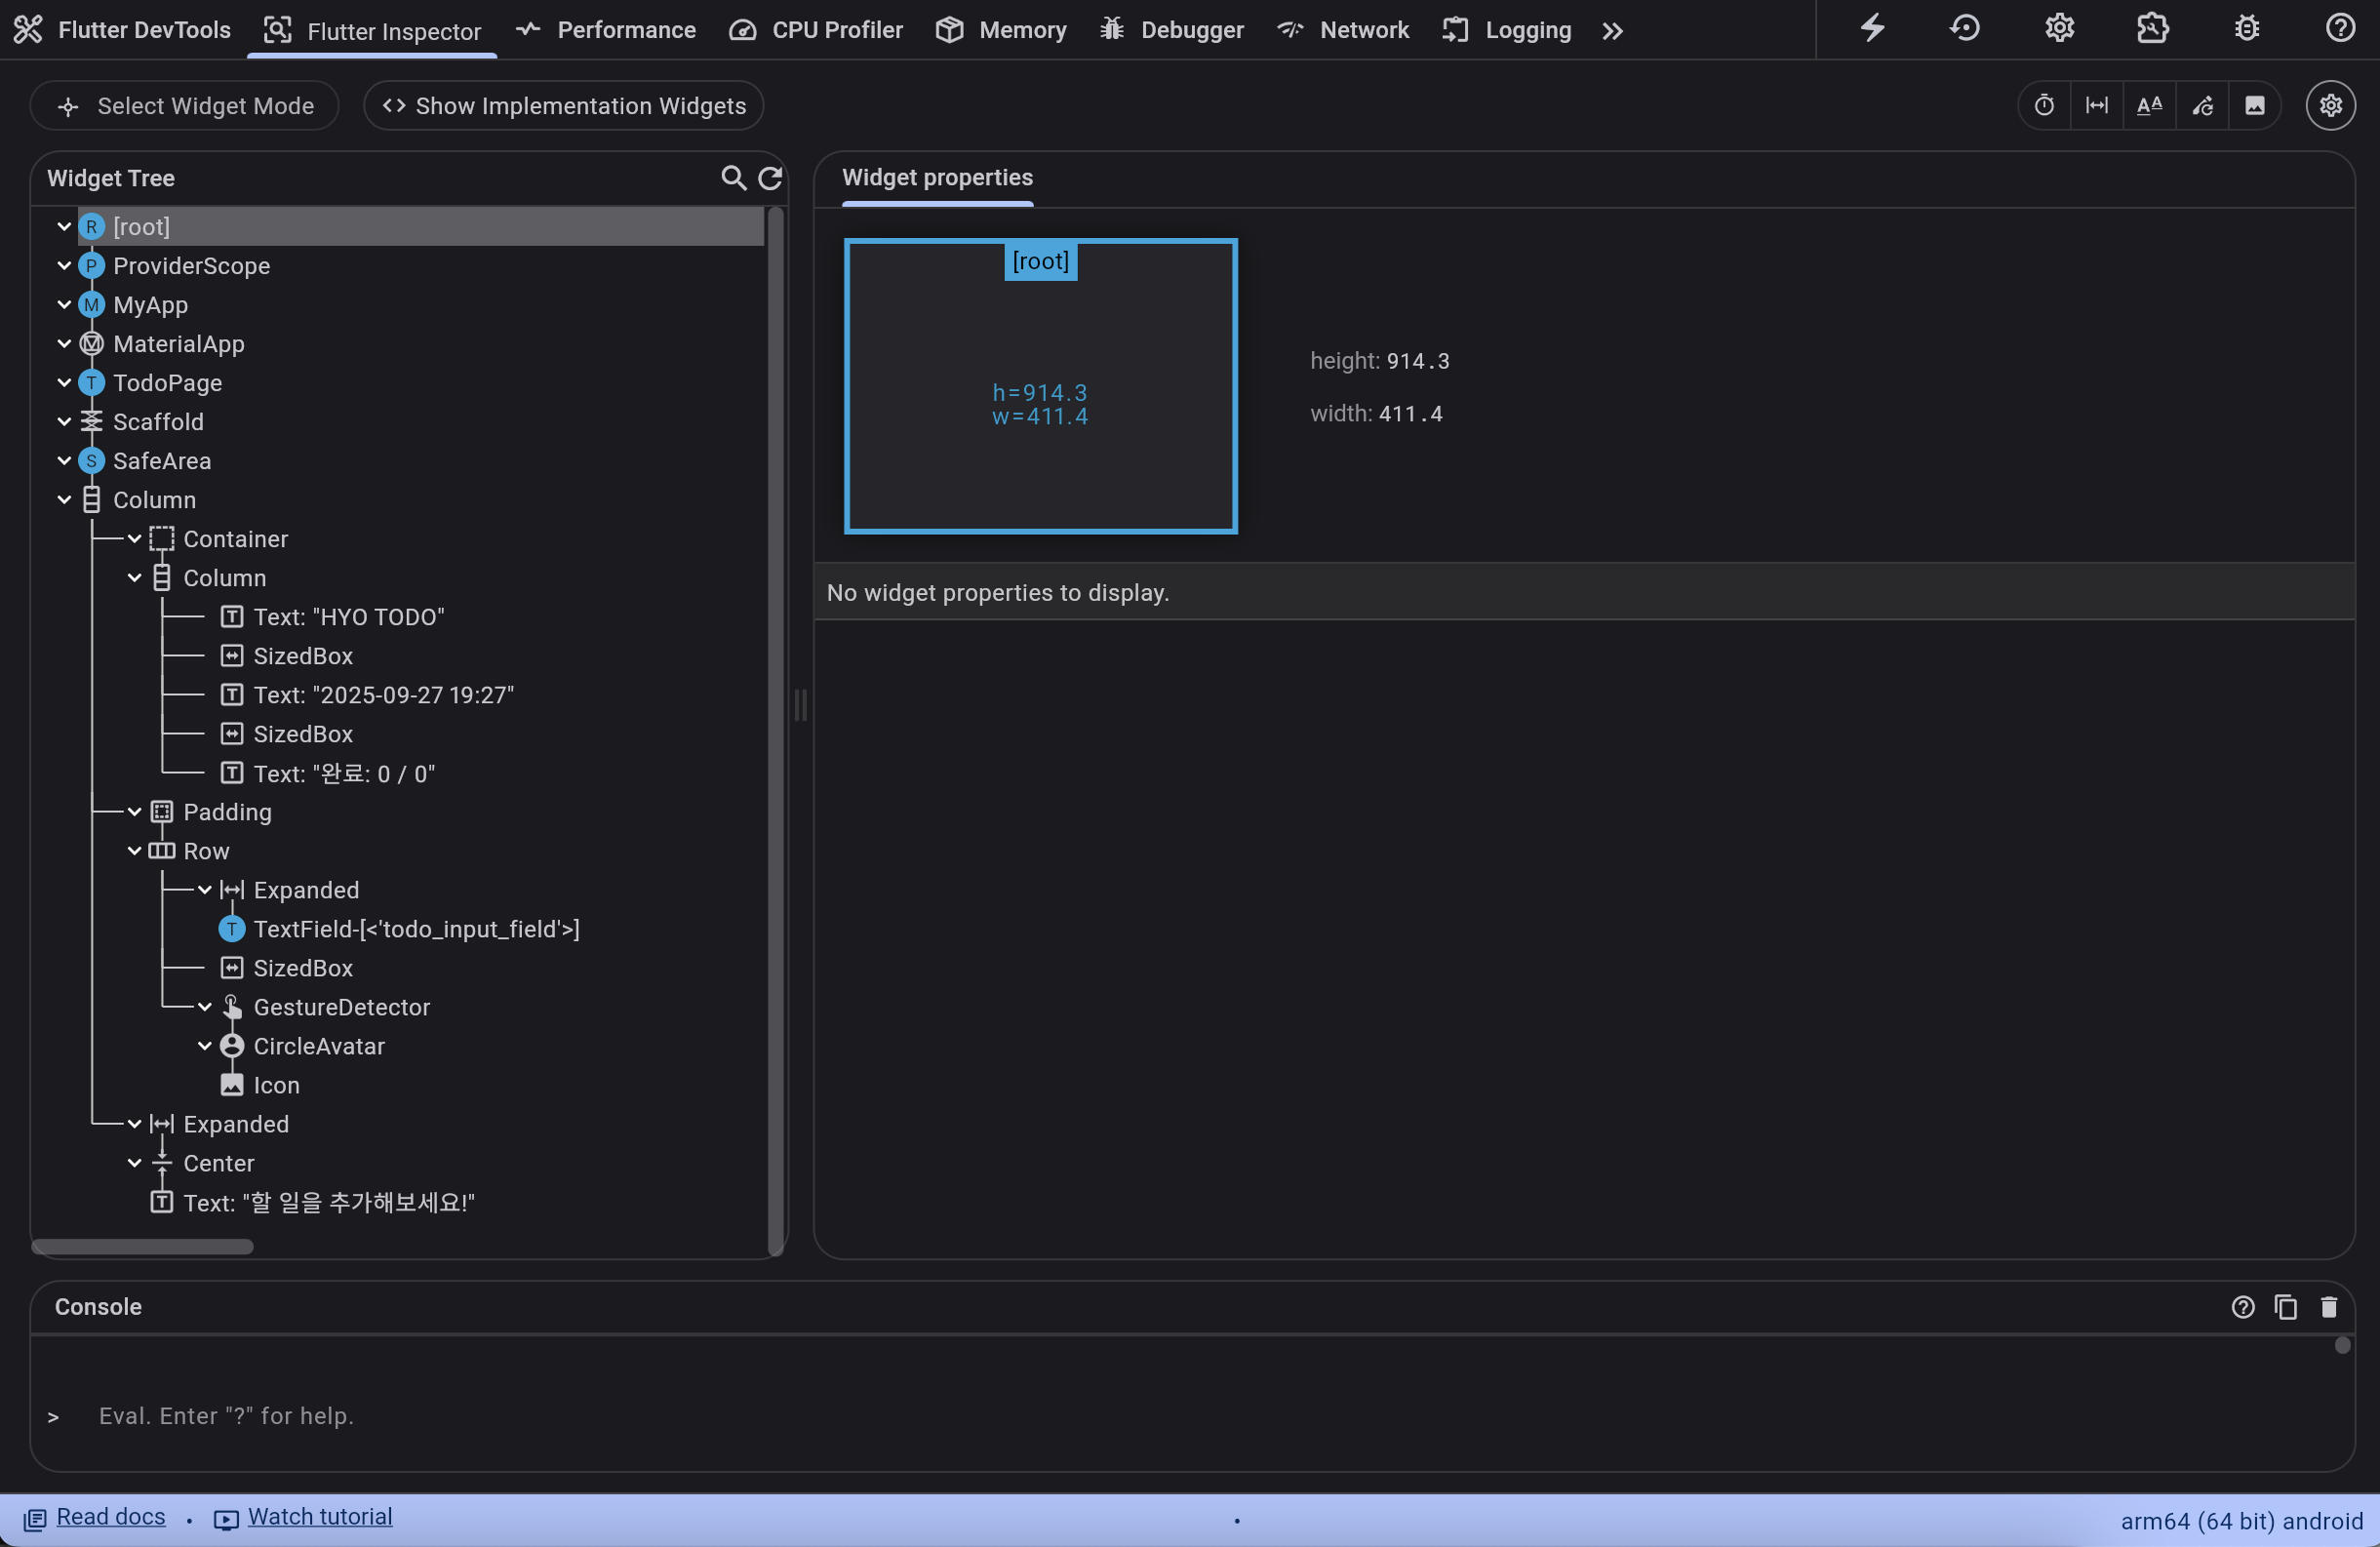 Flutter DevTools Flutter Inspector Performance CPU Profiler Memory Debugger Network Logging
Select Widget Mode <> Show Implementation Widgets
Widget Tree
R [root]
P ProviderScope
M MyApp
MaterialApp
T TodoPage
Scaffold
S SafeArea
Column
Container
Column
Text: "HYO TODO"
SizedBox
Text: "2025-09-27 19:27"
SizedBox
Text: "완료: 0 / 0"
Padding
Row
Expanded
T TextField-[<'todo_input_field'>]
SizedBox
GestureDetector
CircleAvatar
Icon
Expanded
Center
Text: "할 일을 추가해보세요!"
Widget properties
[root]
h=914.3
w=411.4
height: 914.3
width: 411.4
No widget properties to display.
Console
> Eval. Enter "?" for help.
Read docs • Watch tutorial • arm64 (64 bit) android